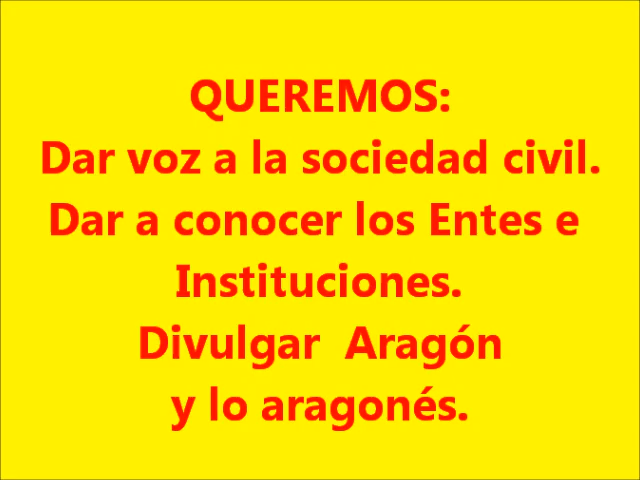 QUEREMOS:
Dar voz a la sociedad civil.
Dar a conocer los Entes e
Instituciones.
Divulgar  Aragón
y lo aragonés.